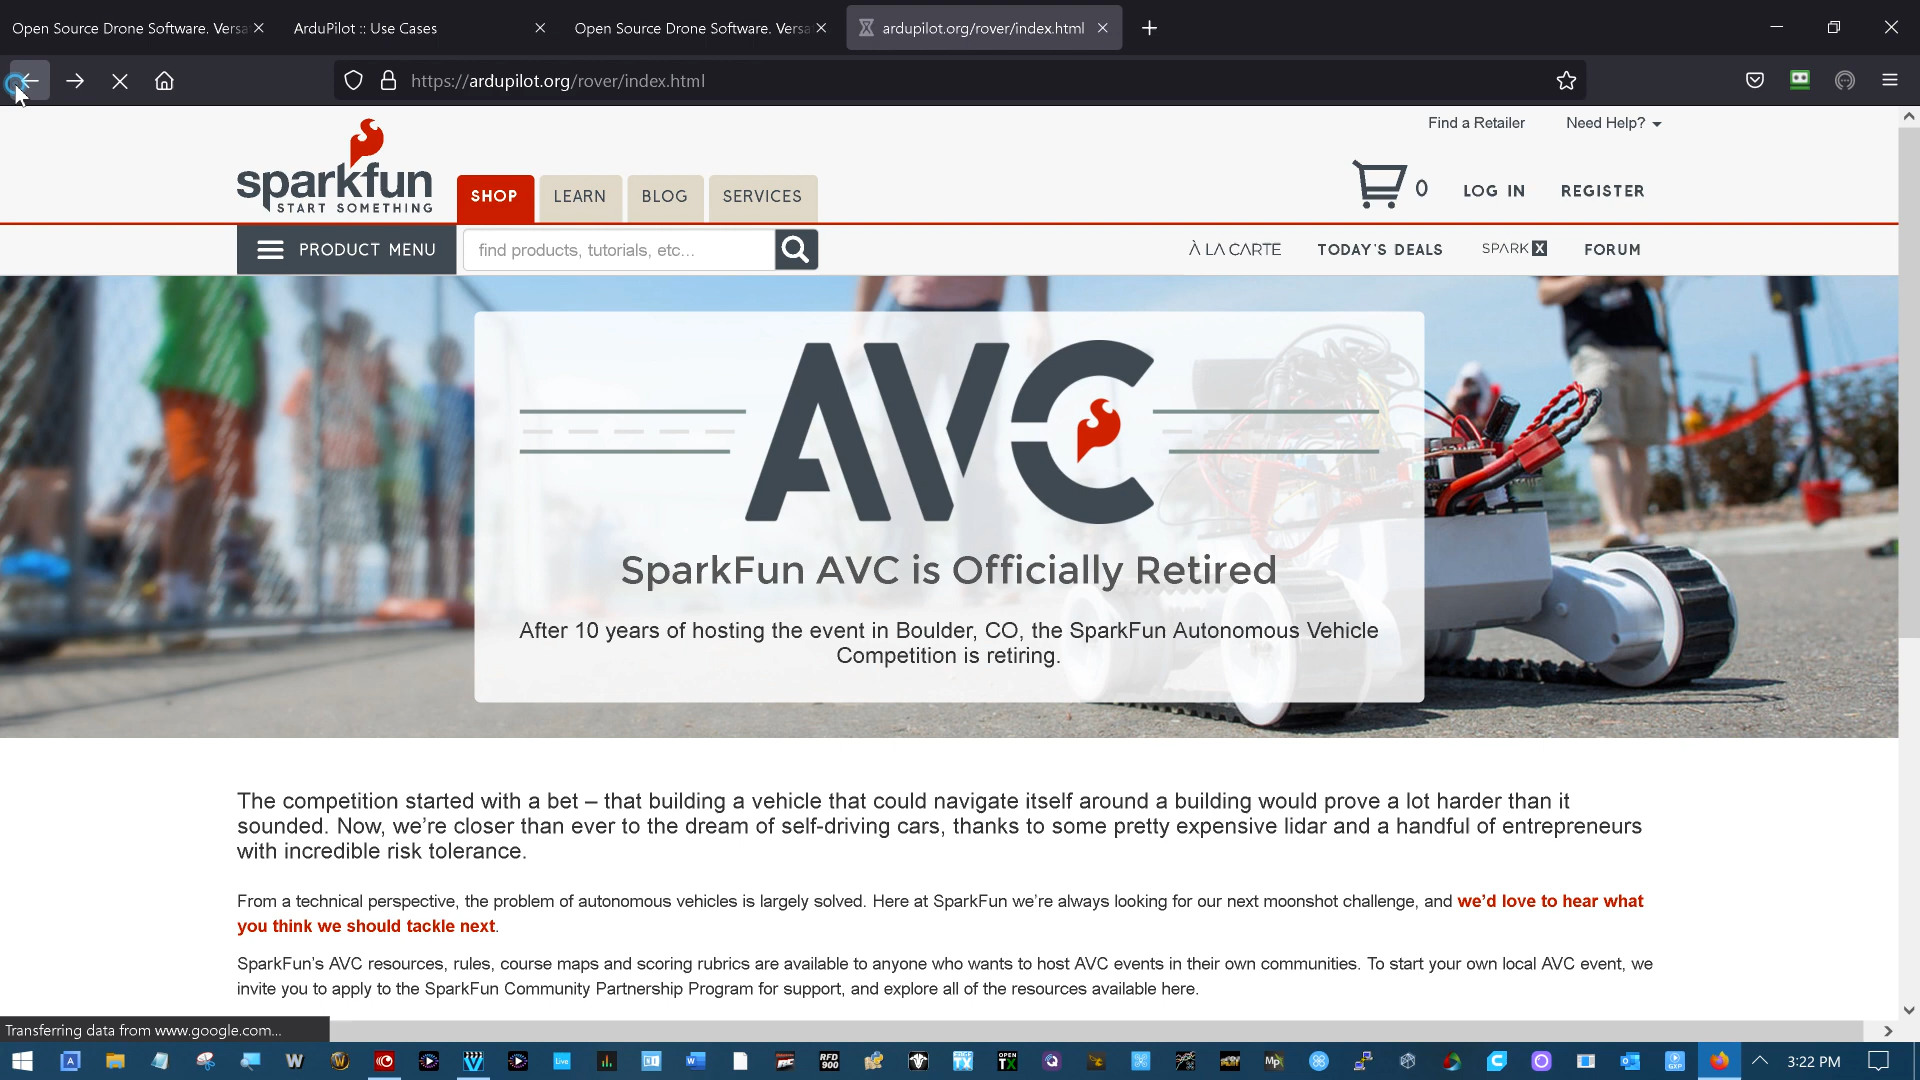 Open Source Drone Software. Versa
ArduPilot :: Use Cases
Open Source Drone Software. Versa
ardupilot.org/rover/index.html
https://ardupilot.org/rover/index.html
Find a Retailer
Need Help?
sparkfun
START SOMETHING
SHOP
LEARN
BLOG
SERVICES
0
LOG IN
REGISTER
PRODUCT MENU
find products, tutorials, etc...
À LA CARTE
TODAY'S DEALS
SPARK X
FORUM
AVC
SparkFun AVC is Officially Retired
After 10 years of hosting the event in Boulder, CO, the SparkFun Autonomous Vehicle
Competition is retiring.
The competition started with a bet – that building a vehicle that could navigate itself around a building would prove a lot harder than it
sounded. Now, we're closer than ever to the dream of self-driving cars, thanks to some pretty expensive lidar and a handful of entrepreneurs
with incredible risk tolerance.
From a technical perspective, the problem of autonomous vehicles is largely solved. Here at SparkFun we're always looking for our next moonshot challenge, and we'd love to hear what
you think we should tackle next.
SparkFun's AVC resources, rules, course maps and scoring rubrics are available to anyone who wants to host AVC events in their own communities. To start your own local AVC event, we
invite you to apply to the SparkFun Community Partnership Program for support, and explore all of the resources available here.
Transferring data from www.google.com...
3:22 PM